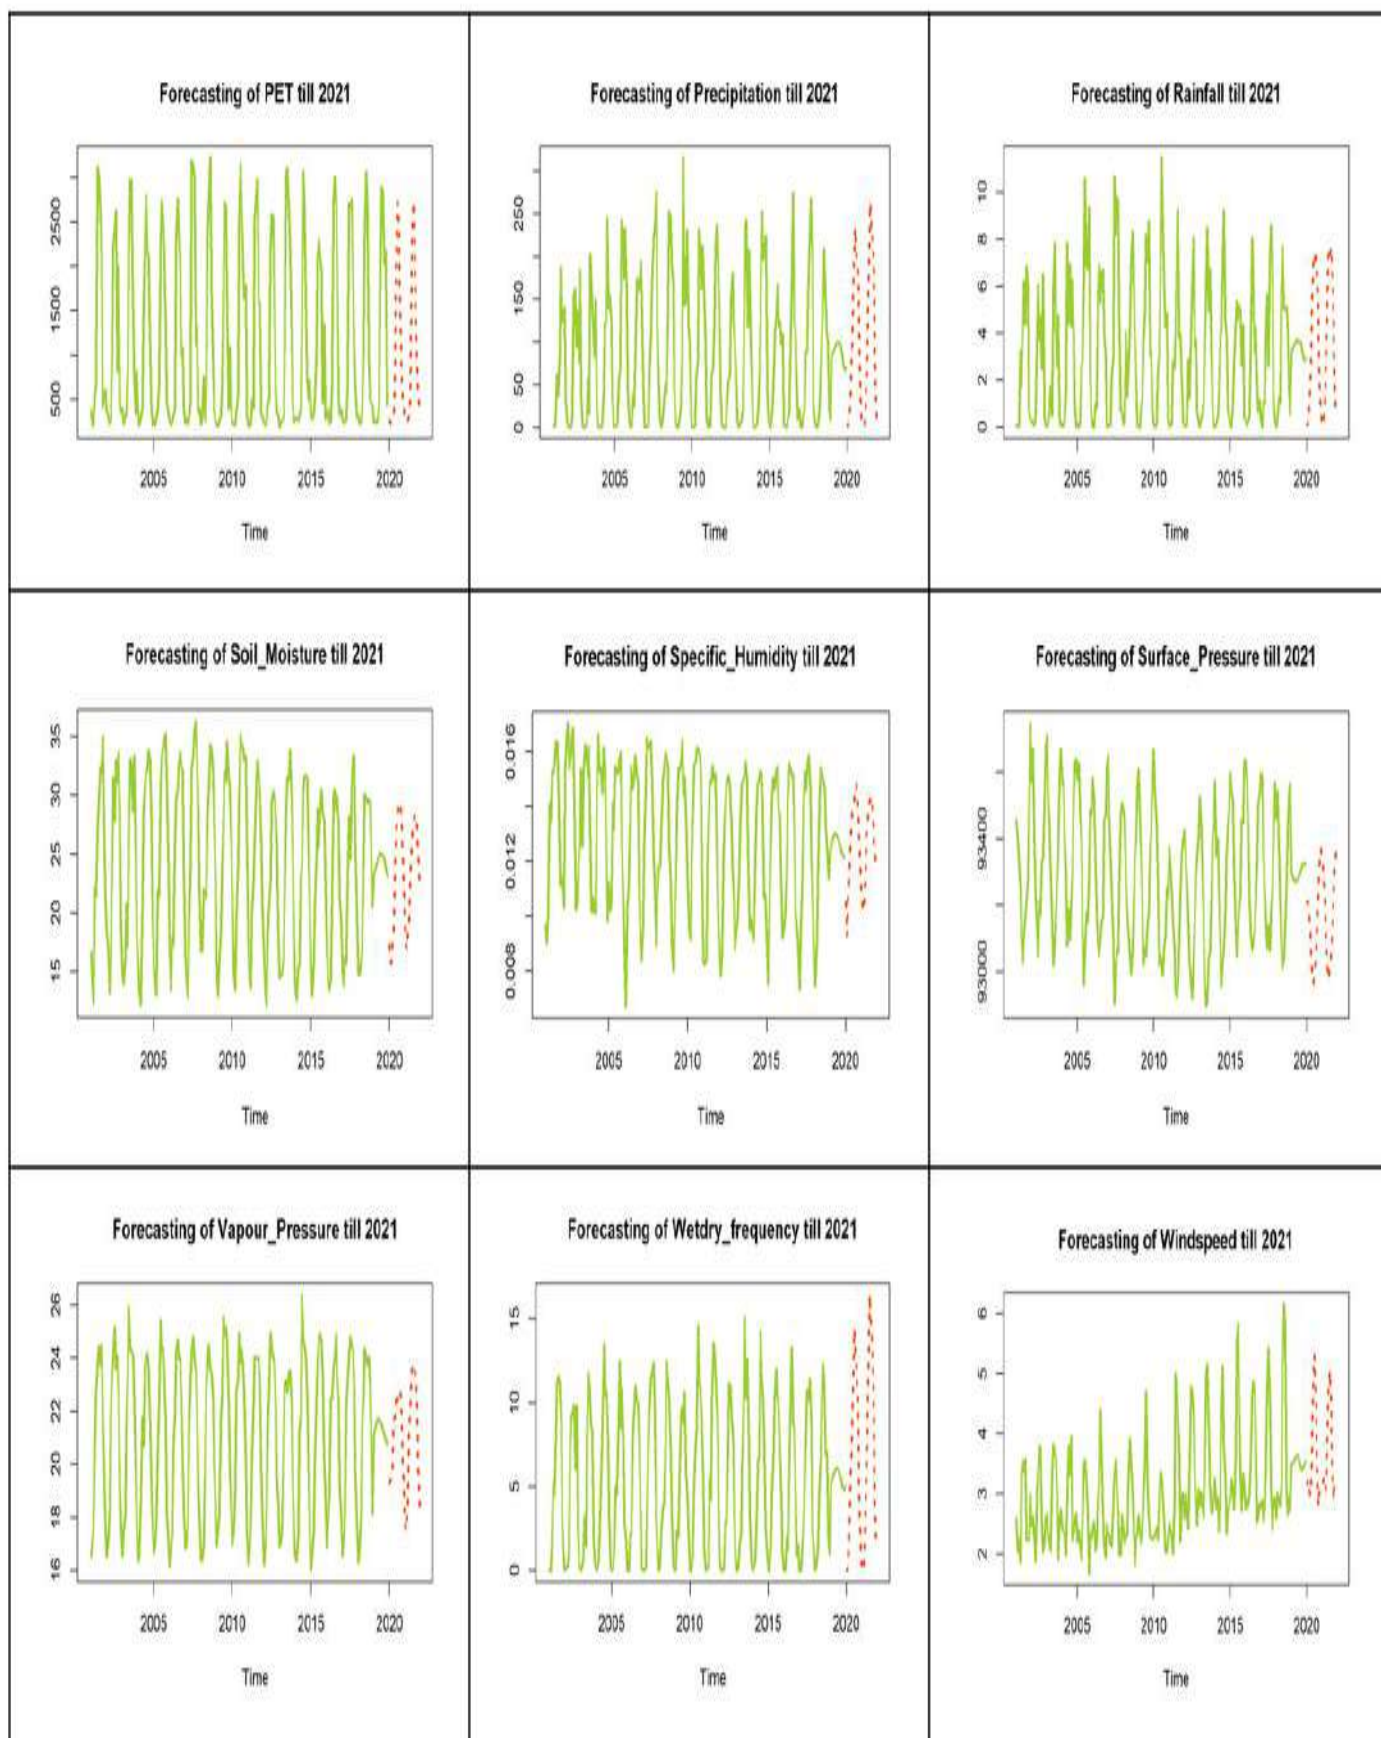 Forecasting of PET till 2021
2500
1500
500
2005 2010 2015 2020
Time
Forecasting of Precipitation till 2021
250
150
50
0
2005 2010 2015 2020
Time
Forecasting of Rainfall till 2021
10
8
6
4
2
0
2005 2010 2015 2020
Time
Forecasting of Soil_Moisture till 2021
35
30
25
20
15
2005 2010 2015 2020
Time
Forecasting of Specific_Humidity till 2021
0.016
0.012
0.008
2005 2010 2015 2020
Time
Forecasting of Surface_Pressure till 2021
93400
93000
2005 2010 2015 2020
Time
Forecasting of Vapour_Pressure till 2021
26
24
22
20
18
16
2005 2010 2015 2020
Time
Forecasting of Wetdry_frequency till 2021
15
10
5
0
2005 2010 2015 2020
Time
Forecasting of Windspeed till 2021
6
5
4
3
2
2005 2010 2015 2020
Time